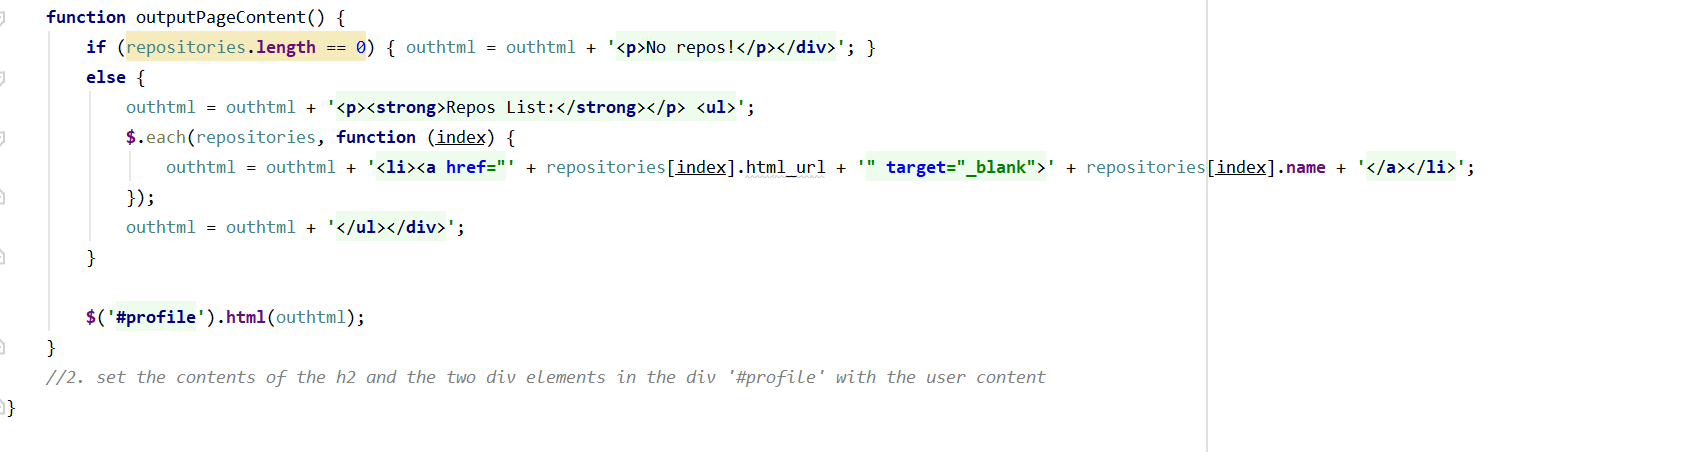 function outputPageContent() {
if (repositories.length == 0) { outhtml = outhtml + '<p>No repos!</p></div>'; }
else {
outhtml = outhtml + '<p><strong>Repos List:</strong></p> <ul>';
$.each(repositories, function (index) {
outhtml = outhtml + '<li><a href="' + repositories[index].html_url + '" target="_blank">' + repositories[index].name + '</a></li>';
});
outhtml = outhtml + '</ul></div>';
}
$('#profile').html(outhtml);
}
//2. set the contents of the h2 and the two div elements in the div '#profile' with the user content
}